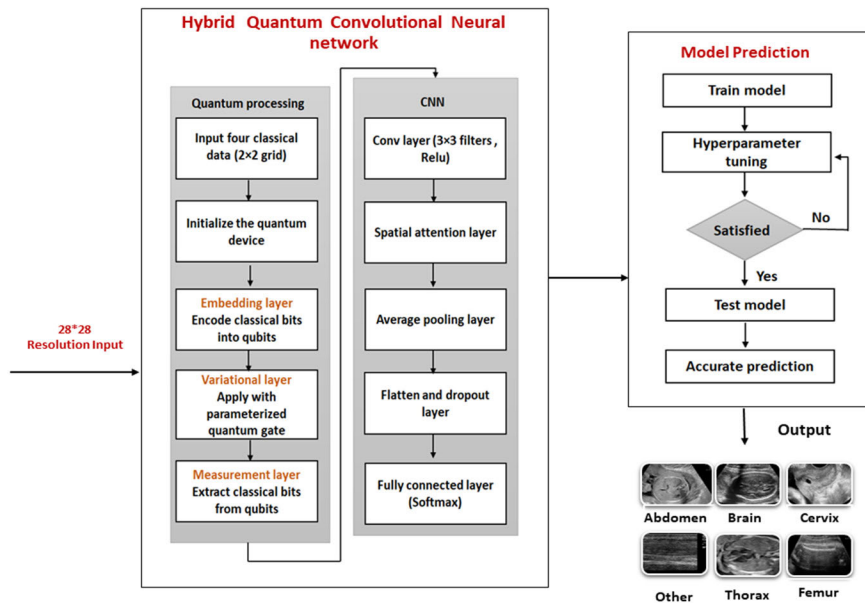 Hybrid Quantum Convolutional Neural
network
28*28
Resolution Input
Quantum processing
Input four classical
data (2×2 grid)
Initialize the quantum
device
Embedding layer
Encode classical bits
into qubits
Variational layer
Apply with
parameterized
quantum gate
Measurement layer
Extract classical bits
from qubits
CNN
Conv layer (3×3 filters ,
Relu)
Spatial attention layer
Average pooling layer
Flatten and dropout
layer
Fully connected layer
(Softmax)
Model Prediction
Train model
Hyperparameter
tuning
Satisfied
No
Yes
Test model
Accurate prediction
Output
Abdomen
Brain
Cervix
Other
Thorax
Femur